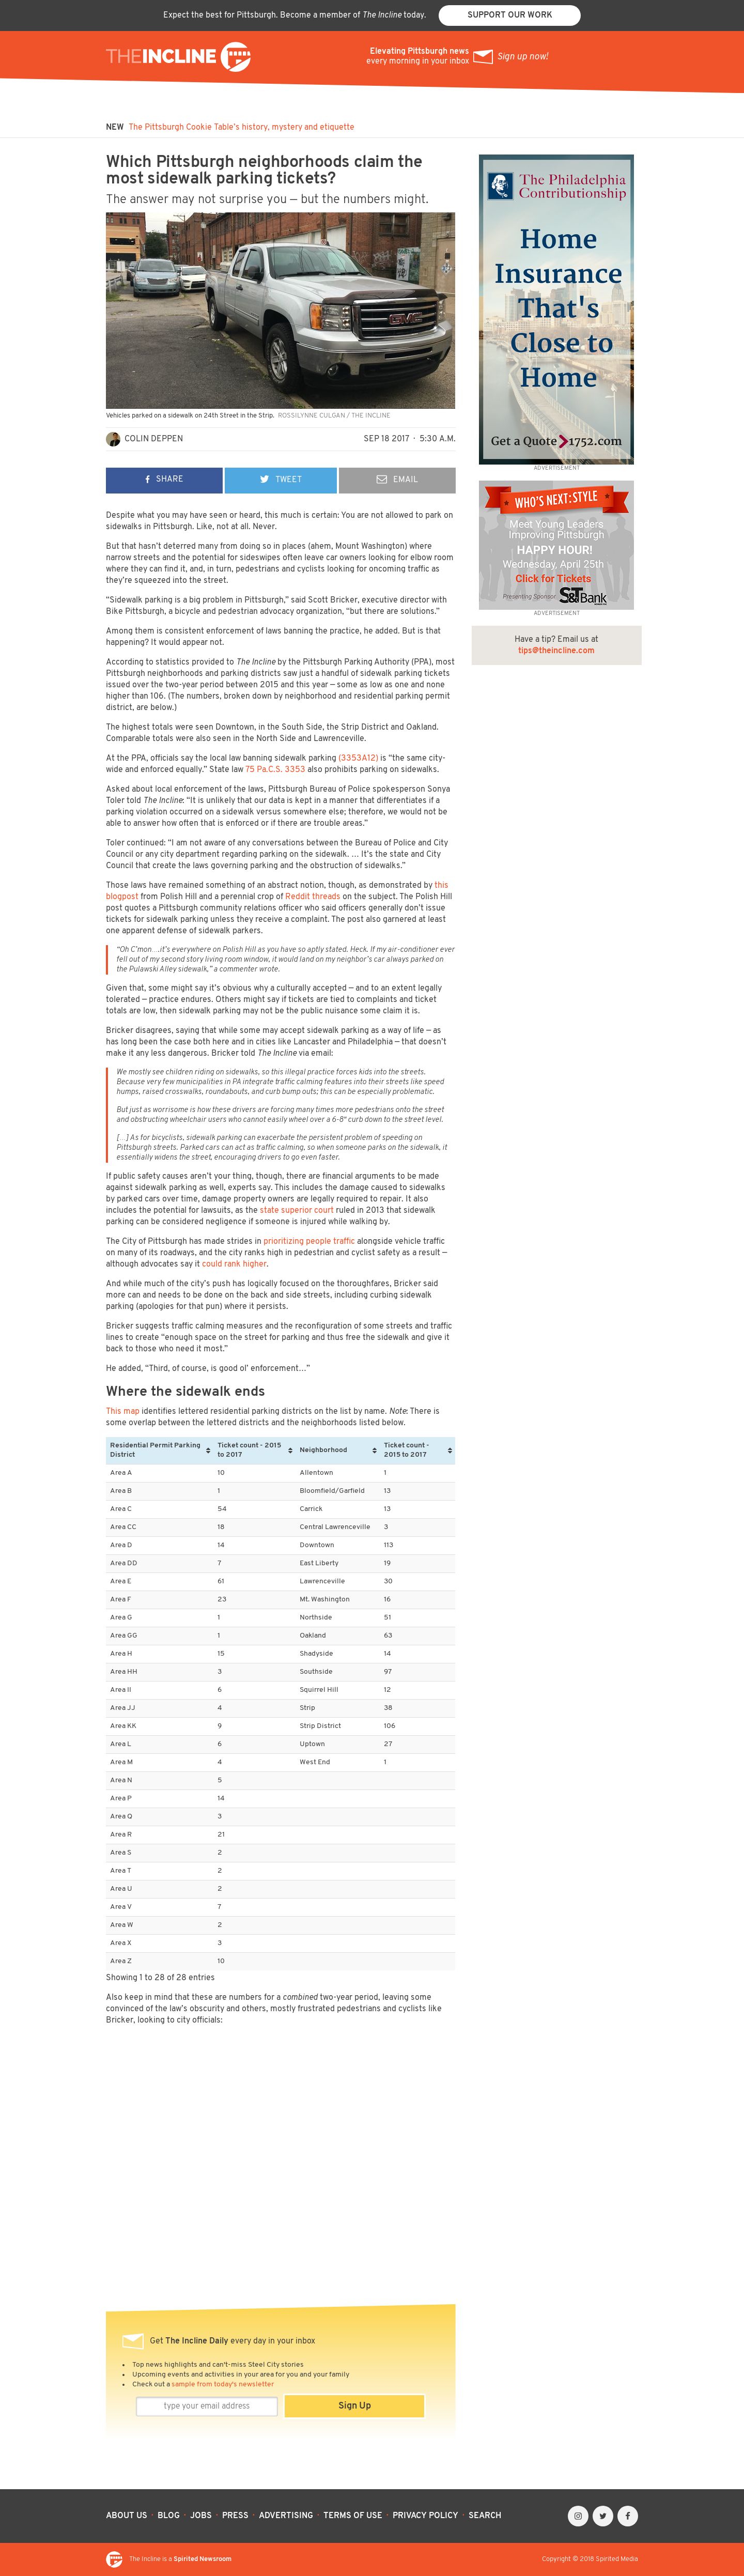 Expect the best for Pittsburgh. Become a member of The Incline today.
SUPPORT OUR WORK
THEINCLINE
Elevating Pittsburgh news
every morning in your inbox
Sign up now!
NEW The Pittsburgh Cookie Table's history, mystery and etiquette
Which Pittsburgh neighborhoods claim the
most sidewalk parking tickets?
The answer may not surprise you — but the numbers might.
GMC
Vehicles parked on a sidewalk on 24th Street in the Strip. ROSSILYNNE CULGAN / THE INCLINE
COLIN DEPPEN
SEP 18 2017 · 5:30 A.M.
SHARE
TWEET
EMAIL
Despite what you may have seen or heard, this much is certain: You are not allowed to park on
sidewalks in Pittsburgh. Like, not at all. Never.
But that hasn't deterred many from doing so in places (ahem, Mount Washington) where
narrow streets and the potential for sideswipes often leave car owners looking for elbow room
where they can find it, and, in turn, pedestrians and cyclists looking for oncoming traffic as
they're squeezed into the street.
"Sidewalk parking is a big problem in Pittsburgh," said Scott Bricker, executive director with
Bike Pittsburgh, a bicycle and pedestrian advocacy organization, "but there are solutions."
Among them is consistent enforcement of laws banning the practice, he added. But is that
happening? It would appear not.
According to statistics provided to The Incline by the Pittsburgh Parking Authority (PPA), most
Pittsburgh neighborhoods and parking districts saw just a handful of sidewalk parking tickets
issued over the two-year period between 2015 and this year — some as low as one and none
higher than 106. (The numbers, broken down by neighborhood and residential parking permit
district, are below.)
The highest totals were seen Downtown, in the South Side, the Strip District and Oakland.
Comparable totals were also seen in the North Side and Lawrenceville.
At the PPA, officials say the local law banning sidewalk parking (3353A12) is "the same city-
wide and enforced equally." State law 75 Pa.C.S. 3353 also prohibits parking on sidewalks.
Asked about local enforcement of the laws, Pittsburgh Bureau of Police spokesperson Sonya
Toler told The Incline: "It is unlikely that our data is kept in a manner that differentiates if a
parking violation occurred on a sidewalk versus somewhere else; therefore, we would not be
able to answer how often that is enforced or if there are trouble areas."
Toler continued: "I am not aware of any conversations between the Bureau of Police and City
Council or any city department regarding parking on the sidewalk. … It's the state and City
Council that create the laws governing parking and the obstruction of sidewalks."
Those laws have remained something of an abstract notion, though, as demonstrated by this
blogpost from Polish Hill and a perennial crop of Reddit threads on the subject. The Polish Hill
post quotes a Pittsburgh community relations officer who said officers generally don't issue
tickets for sidewalk parking unless they receive a complaint. The post also garnered at least
one apparent defense of sidewalk parkers.
"Oh C'mon….it's everywhere on Polish Hill as you have so aptly stated. Heck. If my air-conditioner ever
fell out of my second story living room window, it would land on my neighbor's car always parked on
the Pulawski Alley sidewalk," a commenter wrote.
Given that, some might say it's obvious why a culturally accepted — and to an extent legally
tolerated — practice endures. Others might say if tickets are tied to complaints and ticket
totals are low, then sidewalk parking may not be the public nuisance some claim it is.
Bricker disagrees, saying that while some may accept sidewalk parking as a way of life — as
has long been the case both here and in cities like Lancaster and Philadelphia — that doesn't
make it any less dangerous. Bricker told The Incline via email:
We mostly see children riding on sidewalks, so this illegal practice forces kids into the streets.
Because very few municipalities in PA integrate traffic calming features into their streets like speed
humps, raised crosswalks, roundabouts, and curb bump outs; this can be especially problematic.
But just as worrisome is how these drivers are forcing many times more pedestrians onto the street
and obstructing wheelchair users who cannot easily wheel over a 6-8" curb down to the street level.
[…] As for bicyclists, sidewalk parking can exacerbate the persistent problem of speeding on
Pittsburgh streets. Parked cars can act as traffic calming, so when someone parks on the sidewalk, it
essentially widens the street, encouraging drivers to go even faster.
If public safety causes aren't your thing, though, there are financial arguments to be made
against sidewalk parking as well, experts say. This includes the damage caused to sidewalks
by parked cars over time, damage property owners are legally required to repair. It also
includes the potential for lawsuits, as the state superior court ruled in 2013 that sidewalk
parking can be considered negligence if someone is injured while walking by.
The City of Pittsburgh has made strides in prioritizing people traffic alongside vehicle traffic
on many of its roadways, and the city ranks high in pedestrian and cyclist safety as a result —
although advocates say it could rank higher.
And while much of the city's push has logically focused on the thoroughfares, Bricker said
more can and needs to be done on the back and side streets, including curbing sidewalk
parking (apologies for that pun) where it persists.
Bricker suggests traffic calming measures and the reconfiguration of some streets and traffic
lines to create "enough space on the street for parking and thus free the sidewalk and give it
back to those who need it most."
He added, "Third, of course, is good ol' enforcement…"
Where the sidewalk ends
This map identifies lettered residential parking districts on the list by name. Note: There is
some overlap between the lettered districts and the neighborhoods listed below.
Residential Permit Parking District | Ticket count - 2015 to 2017 | Neighborhood | Ticket count - 2015 to 2017
Area A 10 Allentown 1
Area B 1 Bloomfield/Garfield 13
Area C 54 Carrick 13
Area CC 18 Central Lawrenceville 3
Area D 14 Downtown 113
Area DD 7 East Liberty 19
Area E 61 Lawrenceville 30
Area F 23 Mt. Washington 16
Area G 1 Northside 51
Area GG 1 Oakland 63
Area H 15 Shadyside 14
Area HH 3 Southside 97
Area II 6 Squirrel Hill 12
Area JJ 4 Strip 38
Area KK 9 Strip District 106
Area L 6 Uptown 27
Area M 4 West End 1
Area N 5
Area P 14
Area Q 3
Area R 21
Area S 2
Area T 2
Area U 2
Area V 7
Area W 2
Area X 3
Area Z 10
Showing 1 to 28 of 28 entries
Also keep in mind that these are numbers for a combined two-year period, leaving some
convinced of the law's obscurity and others, mostly frustrated pedestrians and cyclists like
Bricker, looking to city officials:
The Philadelphia
Contributionship
Home
Insurance
That's
Close to
Home
Get a Quote 1752.com
ADVERTISEMENT
WHO'S NEXT: STYLE
Meet Young Leaders
Improving Pittsburgh
HAPPY HOUR!
Wednesday, April 25th
Click for Tickets
Presenting Sponsor S&T Bank
ADVERTISEMENT
Have a tip? Email us at
tips@theincline.com
Get The Incline Daily every day in your inbox
• Top news highlights and can't-miss Steel City stories
• Upcoming events and activities in your area for you and your family
• Check out a sample from today's newsletter
type your email address
Sign Up
ABOUT US · BLOG · JOBS · PRESS · ADVERTISING · TERMS OF USE · PRIVACY POLICY · SEARCH
The Incline is a Spirited Newsroom
Copyright © 2018 Spirited Media